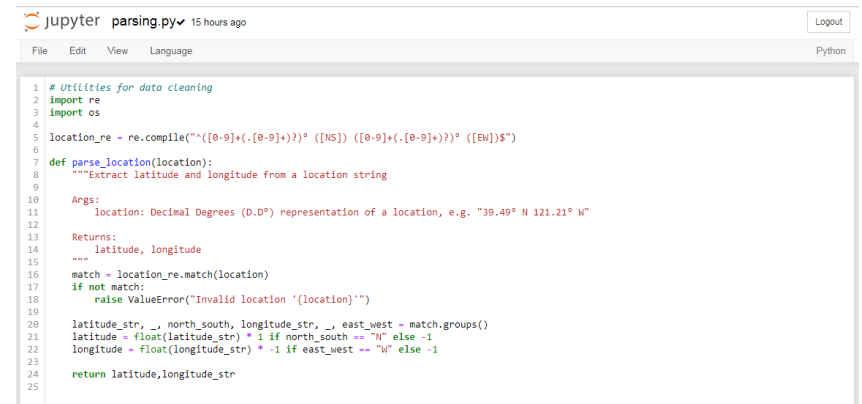 jupyter parsing.py✔ 15 hours ago Logout
File Edit View Language Python
1 # Utilities for data cleaning
2 import re
3 import os
4
5 location_re = re.compile("^([0-9]+(.[0-9]+)?)° ([NS]) ([0-9]+(.[0-9]+)?)° ([EW])$")
6
7 def parse_location(location):
8     """Extract latitude and longitude from a location string
9
10     Args:
11         location: Decimal Degrees (D.D°) representation of a location, e.g. "39.49° N 121.21° W"
12
13     Returns:
14         latitude, longitude
15     """
16     match = location_re.match(location)
17     if not match:
18         raise ValueError("Invalid location '{location}'")
19
20     latitude_str, _, north_south, longitude_str, _, east_west = match.groups()
21     latitude = float(latitude_str) * 1 if north_south == "N" else -1
22     longitude = float(longitude_str) * -1 if east_west == "W" else -1
23
24     return latitude,longitude_str
25